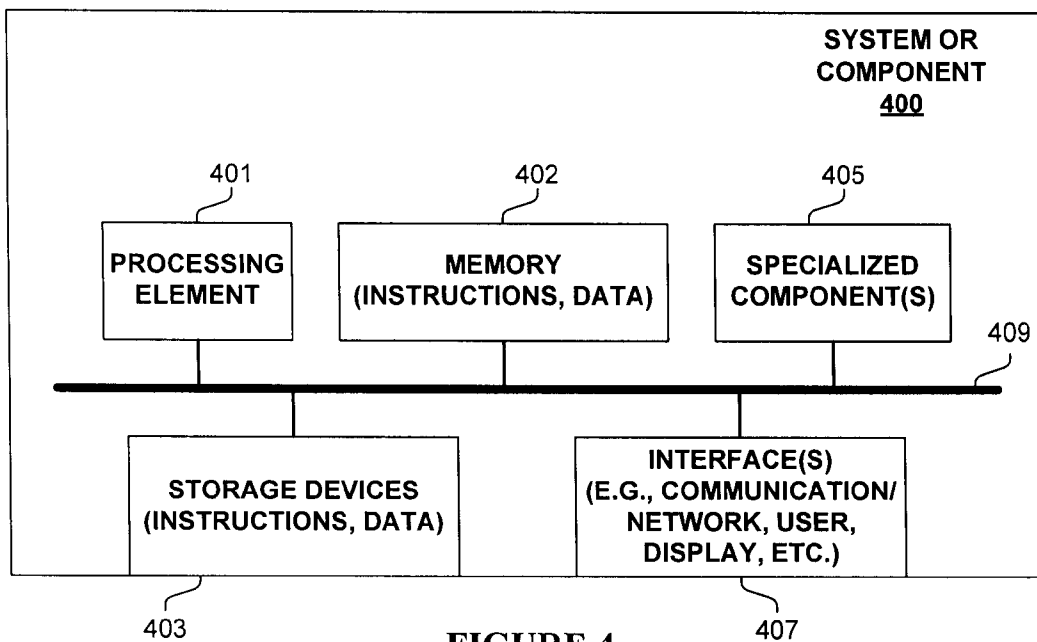 SYSTEM OR
COMPONENT
400
401
402
405
PROCESSING
ELEMENT
MEMORY
(INSTRUCTIONS, DATA)
SPECIALIZED
COMPONENT(S)
409
STORAGE DEVICES
(INSTRUCTIONS, DATA)
INTERFACE(S)
(E.G., COMMUNICATION/
NETWORK, USER,
DISPLAY, ETC.)
403
407
FIGURE 4